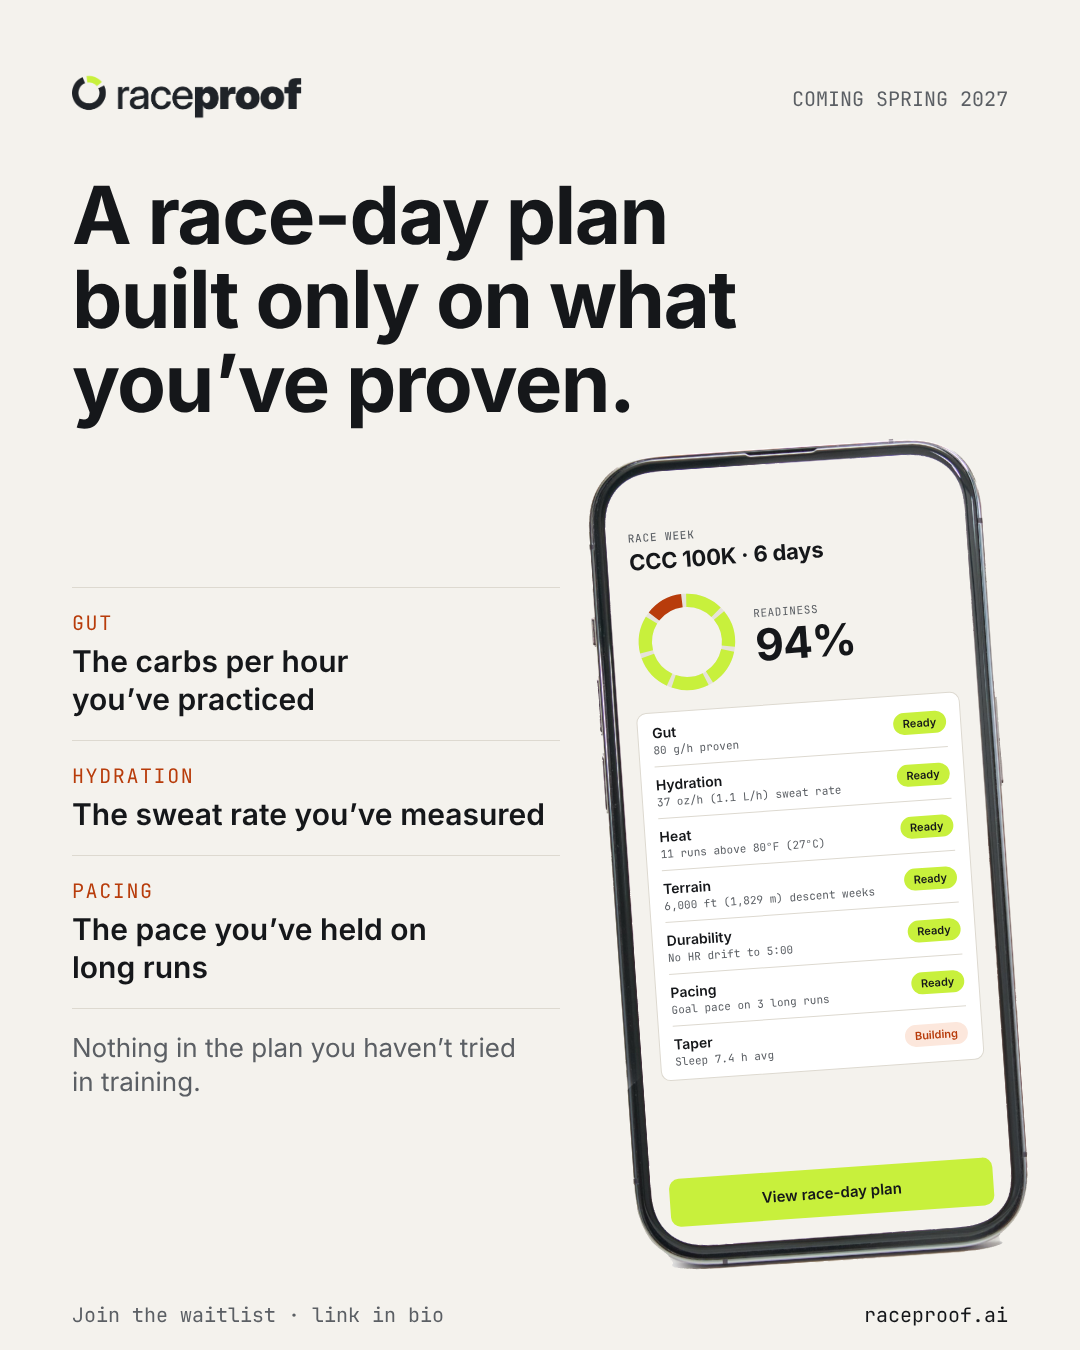 raceproof
COMING SPRING 2027
A race-day plan
built only on what
you’ve proven.
GUT
The carbs per hour
you’ve practiced
HYDRATION
The sweat rate you’ve measured
PACING
The pace you’ve held on
long runs
Nothing in the plan you haven’t tried
in training.
RACE WEEK
CCC 100K · 6 days
READINESS
94%
Gut
80 g/h proven
Ready
Hydration
37 oz/h (1.1 L/h) sweat rate
Ready
Heat
11 runs above 80°F (27°C)
Ready
Terrain
6,000 ft (1,829 m) descent weeks
Ready
Durability
No HR drift to 5:00
Ready
Pacing
Goal pace on 3 long runs
Ready
Taper
Sleep 7.4 h avg
Building
View race-day plan
Join the waitlist · link in bio
raceproof.ai